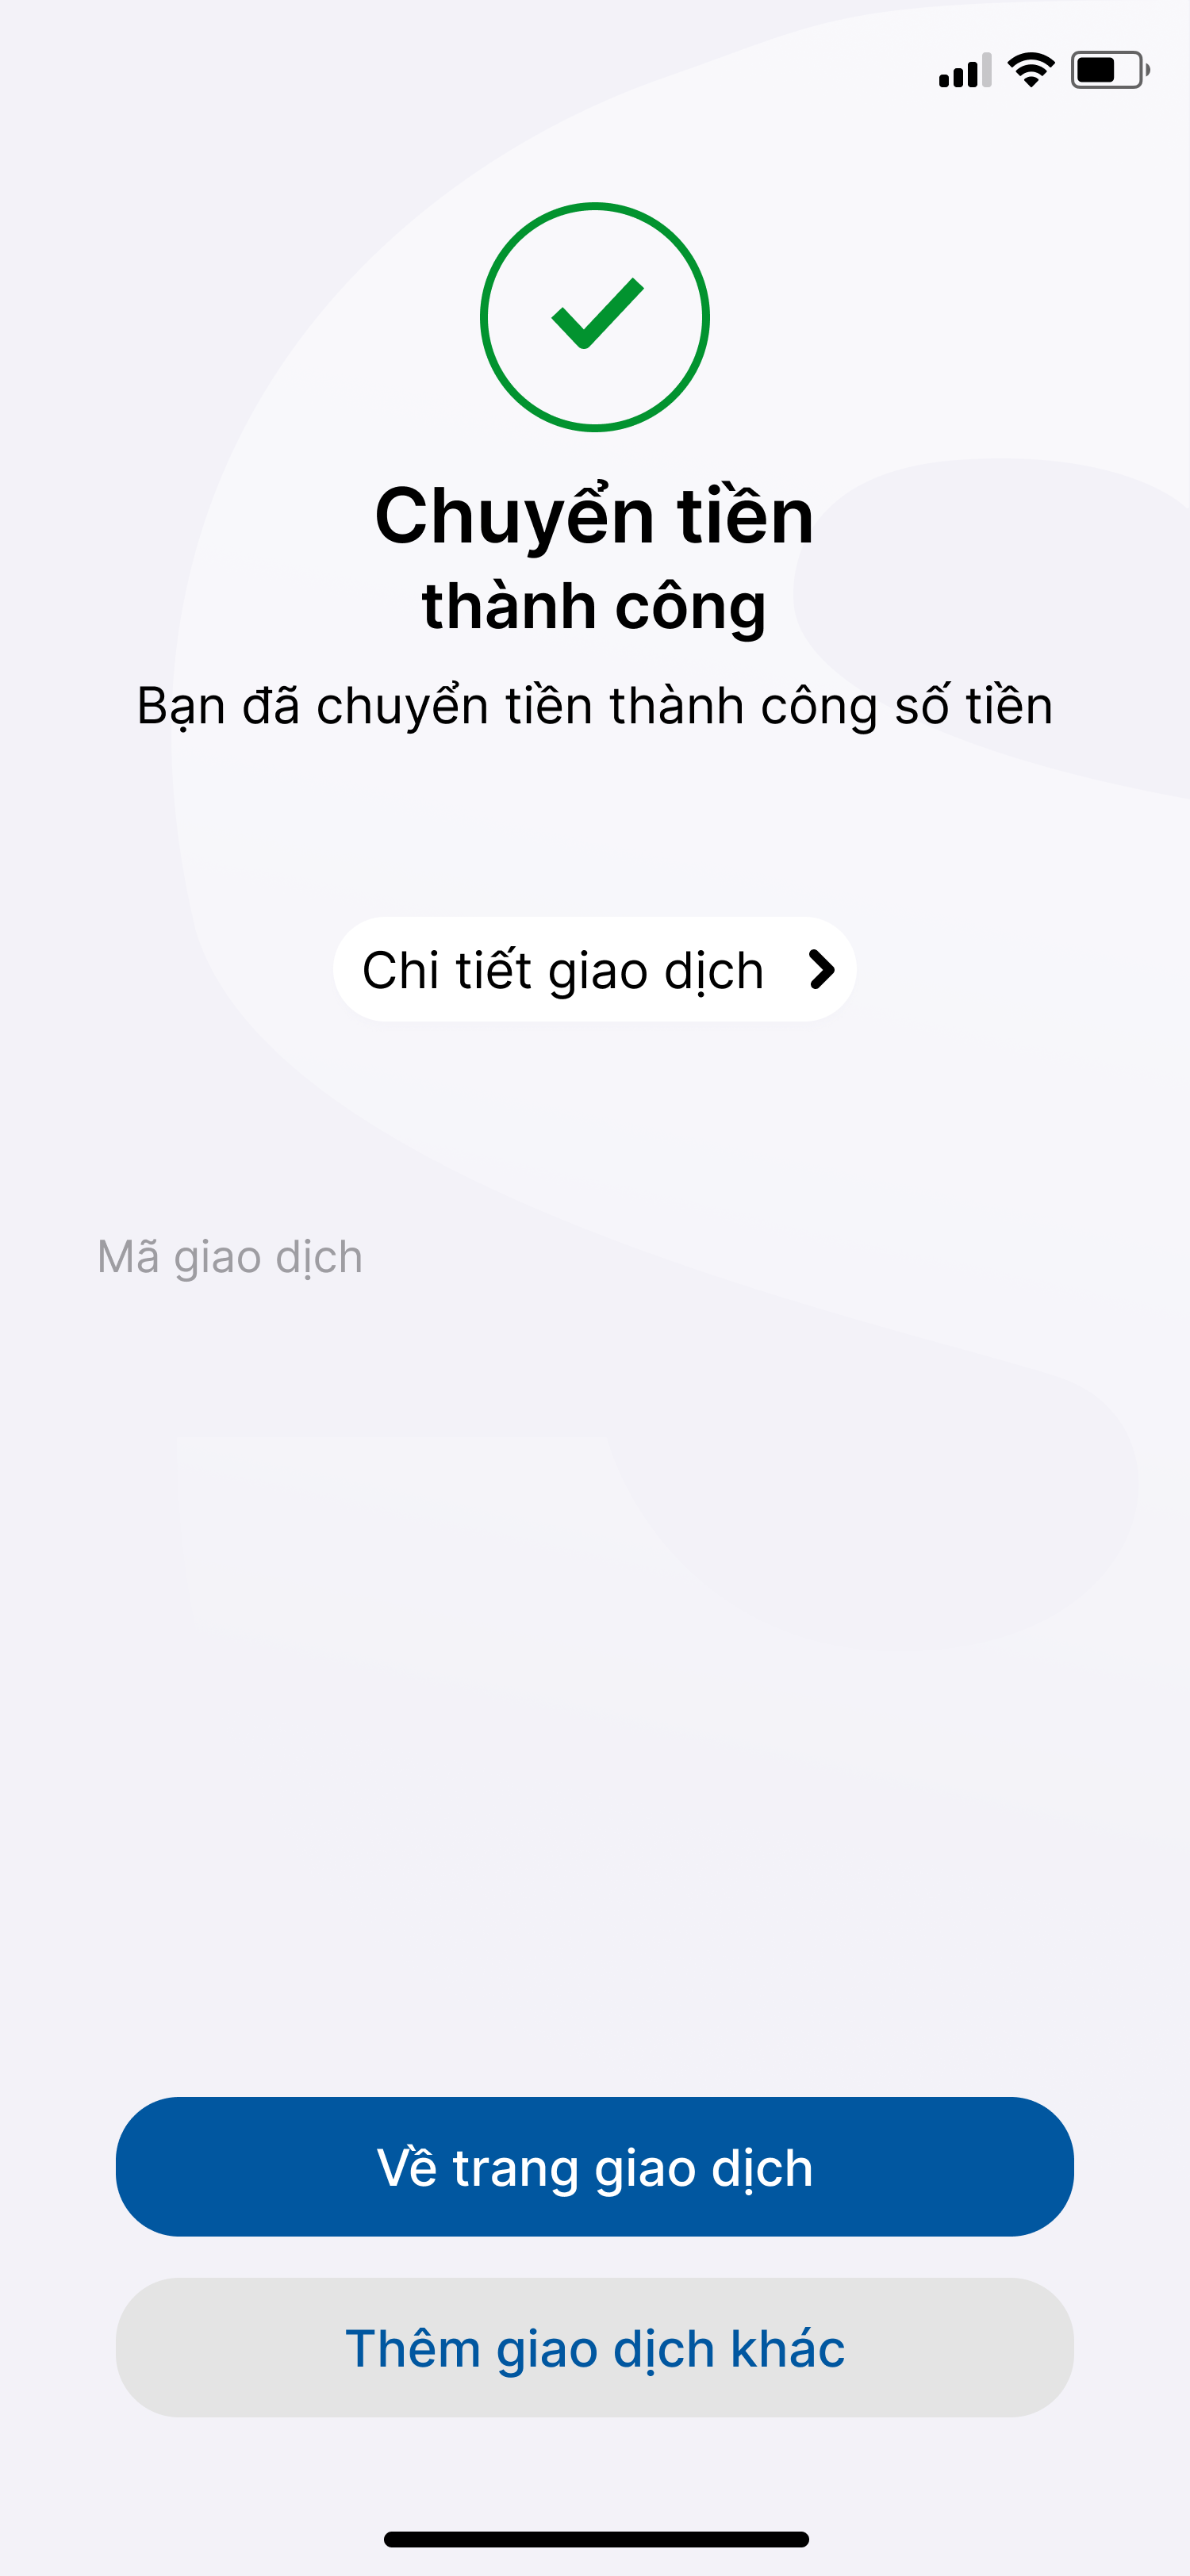 Chuyển tiền
thành công
Bạn đã chuyển tiền thành công số tiền
Chi tiết giao dịch
Mã giao dịch
Về trang giao dịch
Thêm giao dịch khác